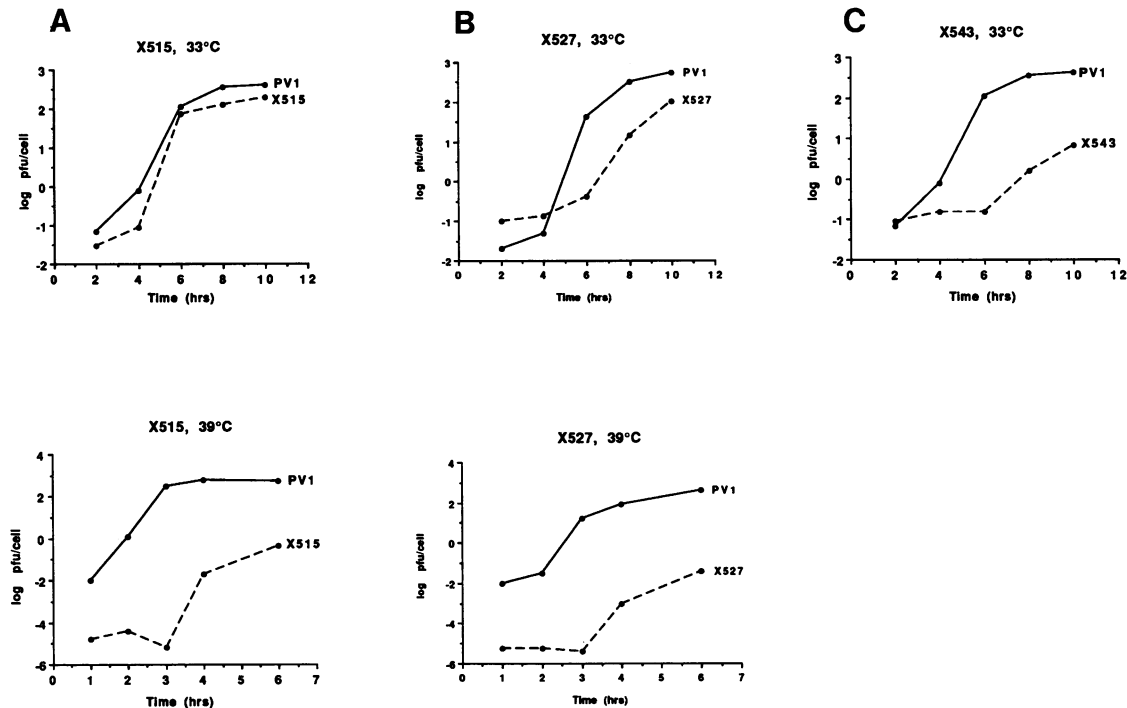 A
X515, 33°C
3
2
1
0
-1
-2
log pfu/cell
PV1
X515
0 2 4 6 8 10 12
Time (hrs)
B
X527, 33°C
3
2
1
0
-1
-2
log pfu/cell
PV1
X527
0 2 4 6 8 10 12
Time (hrs)
C
X543, 33°C
3
2
1
0
-1
-2
log pfu/cell
PV1
X543
0 2 4 6 8 10 12
Time (hrs)
X515, 39°C
4
2
0
-2
-4
-6
log pfu/cell
PV1
X515
0 1 2 3 4 5 6 7
Time (hrs)
X527, 39°C
4
2
0
-2
-4
-6
log pfu/cell
PV1
X527
0 1 2 3 4 5 6 7
Time (hrs)